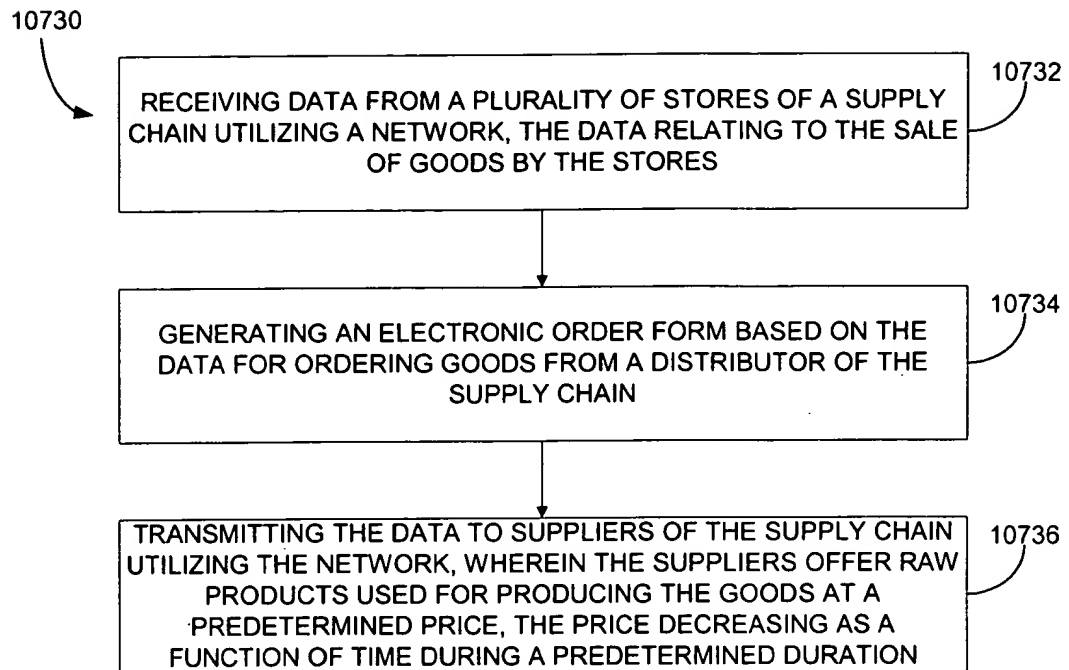 10730
10732
RECEIVING DATA FROM A PLURALITY OF STORES OF A SUPPLY
CHAIN UTILIZING A NETWORK, THE DATA RELATING TO THE SALE
OF GOODS BY THE STORES
10734
GENERATING AN ELECTRONIC ORDER FORM BASED ON THE
DATA FOR ORDERING GOODS FROM A DISTRIBUTOR OF THE
SUPPLY CHAIN
10736
TRANSMITTING THE DATA TO SUPPLIERS OF THE SUPPLY CHAIN
UTILIZING THE NETWORK, WHEREIN THE SUPPLIERS OFFER RAW
PRODUCTS USED FOR PRODUCING THE GOODS AT A
PREDETERMINED PRICE, THE PRICE DECREASING AS A
FUNCTION OF TIME DURING A PREDETERMINED DURATION